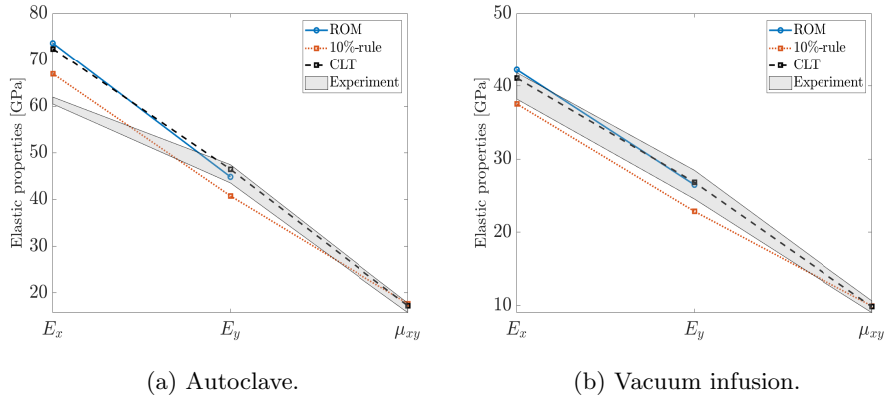 80
70
60
50
40
30
20
Elastic properties [GPa]
ROM
10%-rule
CLT
Experiment
E_x
E_y
μ_xy
(a) Autoclave.
50
40
30
20
10
Elastic properties [GPa]
ROM
10%-rule
CLT
Experiment
E_x
E_y
μ_xy
(b) Vacuum infusion.